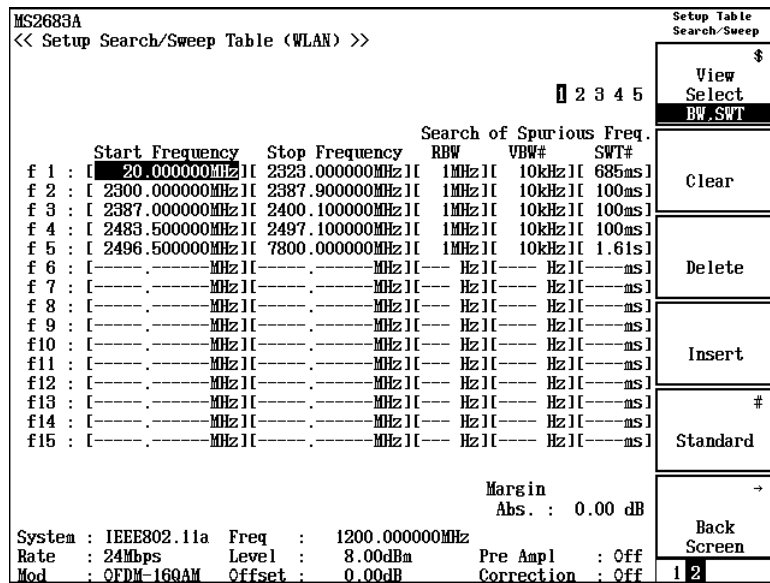 MS2683A
<< Setup Search/Sweep Table (WLAN) >>
1 2 3 4 5
Search of Spurious Freq.
Start Frequency Stop Frequency RBW VBW# SWT#
f 1 : [ 20.000000MHz][ 2323.000000MHz][ 1MHz][ 10kHz][ 685ms]
f 2 : [ 2300.000000MHz][ 2387.900000MHz][ 1MHz][ 10kHz][ 100ms]
f 3 : [ 2387.000000MHz][ 2400.100000MHz][ 1MHz][ 10kHz][ 100ms]
f 4 : [ 2483.500000MHz][ 2497.100000MHz][ 1MHz][ 10kHz][ 100ms]
f 5 : [ 2496.500000MHz][ 7800.000000MHz][ 1MHz][ 10kHz][ 1.61s]
f 6 : [-----.------MHz][-----.------MHz][--- Hz][---- Hz][----ms]
f 7 : [-----.------MHz][-----.------MHz][--- Hz][---- Hz][----ms]
f 8 : [-----.------MHz][-----.------MHz][--- Hz][---- Hz][----ms]
f 9 : [-----.------MHz][-----.------MHz][--- Hz][---- Hz][----ms]
f10 : [-----.------MHz][-----.------MHz][--- Hz][---- Hz][----ms]
f11 : [-----.------MHz][-----.------MHz][--- Hz][---- Hz][----ms]
f12 : [-----.------MHz][-----.------MHz][--- Hz][---- Hz][----ms]
f13 : [-----.------MHz][-----.------MHz][--- Hz][---- Hz][----ms]
f14 : [-----.------MHz][-----.------MHz][--- Hz][---- Hz][----ms]
f15 : [-----.------MHz][-----.------MHz][--- Hz][---- Hz][----ms]
Margin
Abs. : 0.00 dB
System : IEEE802.11a Freq : 1200.000000MHz
Rate : 24Mbps Level : 8.00dBm Pre Ampl : Off
Mod : OFDM-16QAM Offset : 0.00dB Correction : Off
Setup Table
Search/Sweep
$
View
Select
BW,SWT
Clear
Delete
Insert
#
Standard
→
Back
Screen
1 2